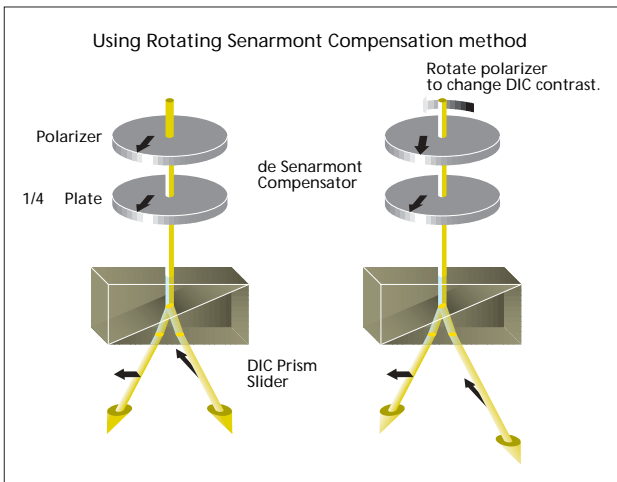 Using Rotating Senarmont Compensation method
Rotate polarizer
to change DIC contrast.
Polarizer
de Senarmont
Compensator
1/4 Plate
DIC Prism
Slider